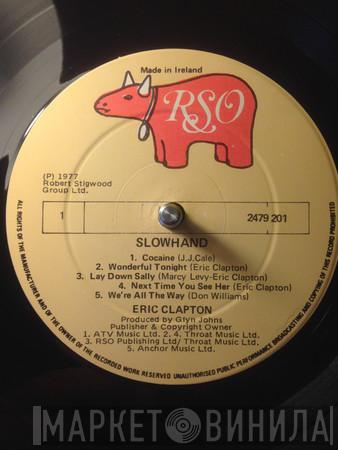 Made in Ireland
RSO
(P) 1977
Robert Stigwood
Group Ltd.
1
2479 201
SLOWHAND
1. Cocaine (J.J.Cale)
2. Wonderful Tonight (Eric Clapton)
3. Lay Down Sally (Marcy Levy-Eric Clapton)
4. Next Time You See Her (Eric Clapton)
5. We're All The Way (Don Williams)
ERIC CLAPTON
Produced by Glyn Johns
Publisher & Copyright Owner
1. ATV Music Ltd. 2. 4. Throat Music Ltd.
3. RSO Publishing Ltd/ Throat Music Ltd.
5. Anchor Music Ltd.
ALL RIGHTS OF THE MANUFACTURER AND OF THE OWNER OF THE RECORDED WORK RESERVED UNAUTHORISED PUBLIC PERFORMANCE BROADCASTING AND COPYING OF THIS RECORD PROHIBITED
МАРКЕТ ВИНИЛА